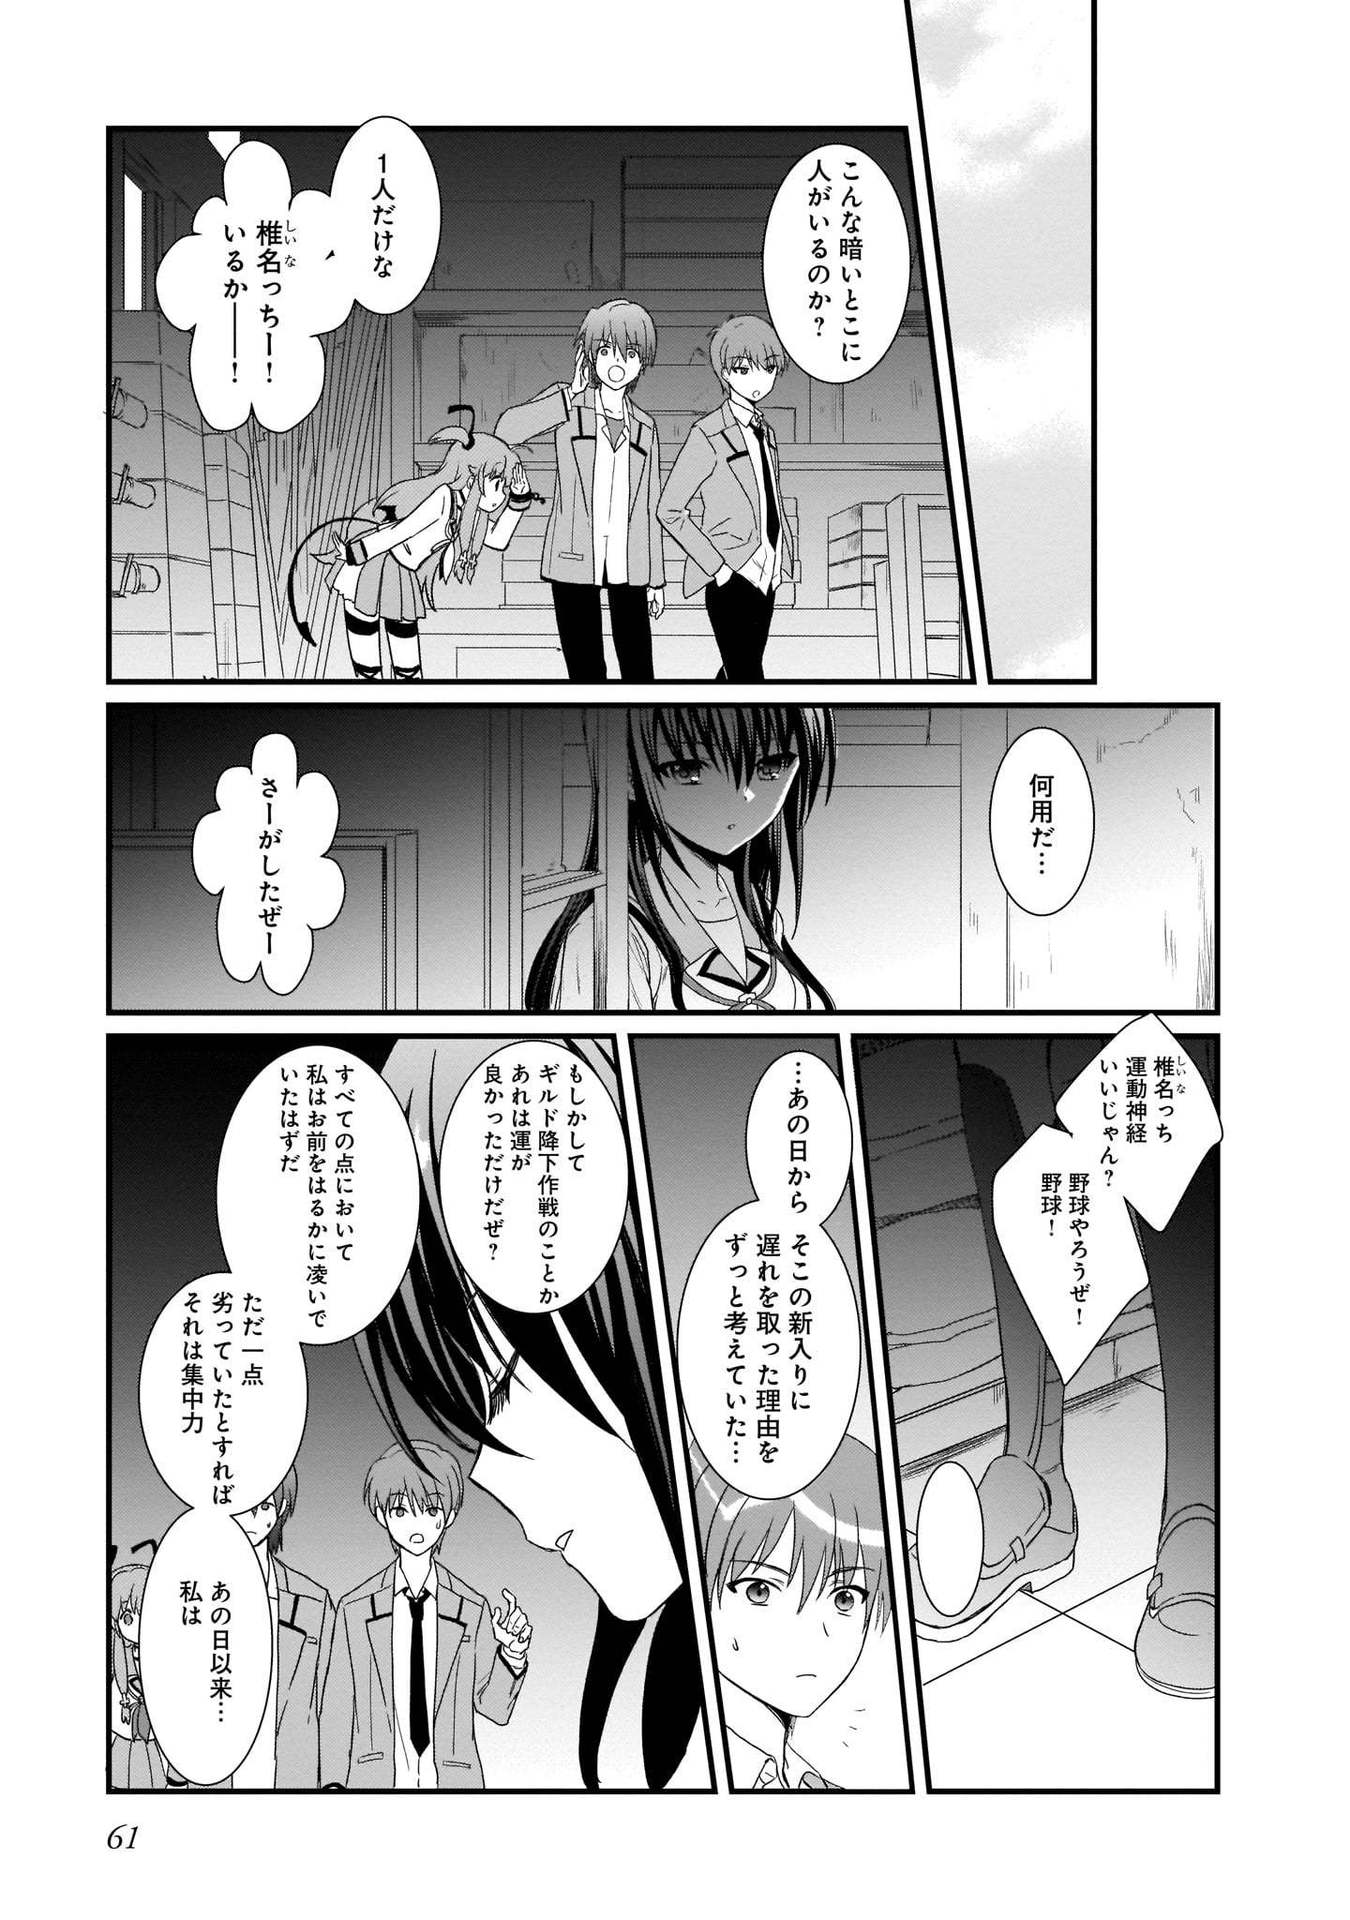 こんな暗いとこに
人がいるのか?
1人だけな
椎名っちー!
しいな
いるかー――!
何用だ…
さーがしたぜー
椎名っち
しいな
運動神経
いいじゃん?
野球やろうぜ!
野球!
…あの日から
そこの新入りに
遅れを取った理由を
ずっと考えていた…
もしかして
ギルド降下作戦のことか
あれは運が
良かっただけだぜ?
すべての点において
私はお前をはるかに凌いで
いたはずだ
ただ一点
劣っていたとすれば
それは集中力
あの日以来…
私は
61